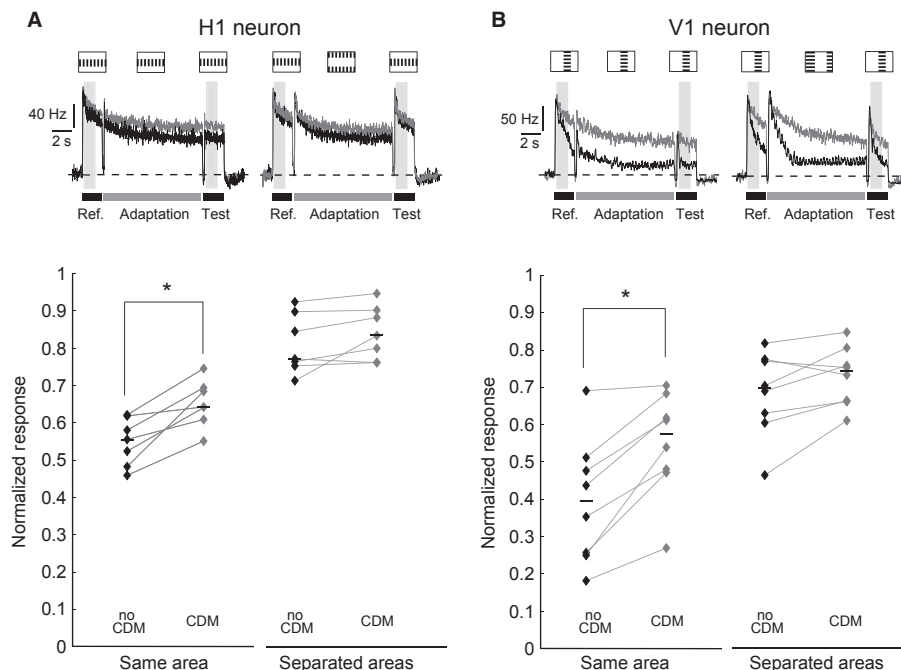 A
H1 neuron
40 Hz
2 s
Ref.
Adaptation
Test
Ref.
Adaptation
Test
Normalized response
1
0.9
0.8
0.7
0.6
0.5
0.4
0.3
0.2
0.1
0
*
no
CDM
CDM
no
CDM
CDM
Same area
Separated areas
B
V1 neuron
50 Hz
2 s
Ref.
Adaptation
Test
Ref.
Adaptation
Test
Normalized response
1
0.9
0.8
0.7
0.6
0.5
0.4
0.3
0.2
0.1
0
*
no
CDM
CDM
no
CDM
CDM
Same area
Separated areas